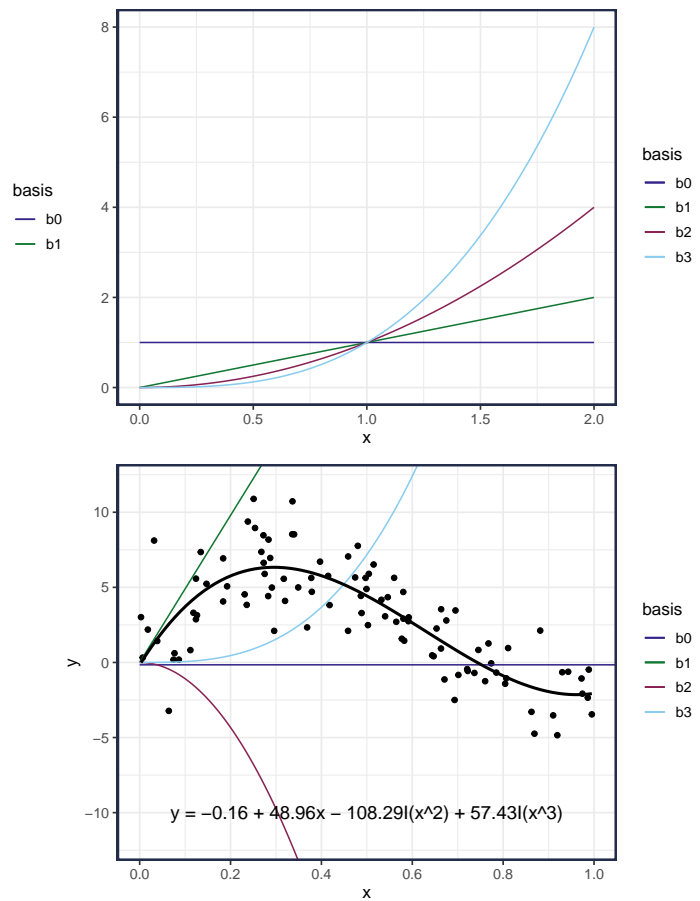 8
6
4
2
0
0.0 0.5 1.0 1.5 2.0
x
basis
b0
b1
basis
b0
b1
b2
b3
10
5
0
−5
−10
y
y = −0.16 + 48.96x − 108.29I(x^2) + 57.43I(x^3)
0.0 0.2 0.4 0.6 0.8 1.0
x
basis
b0
b1
b2
b3